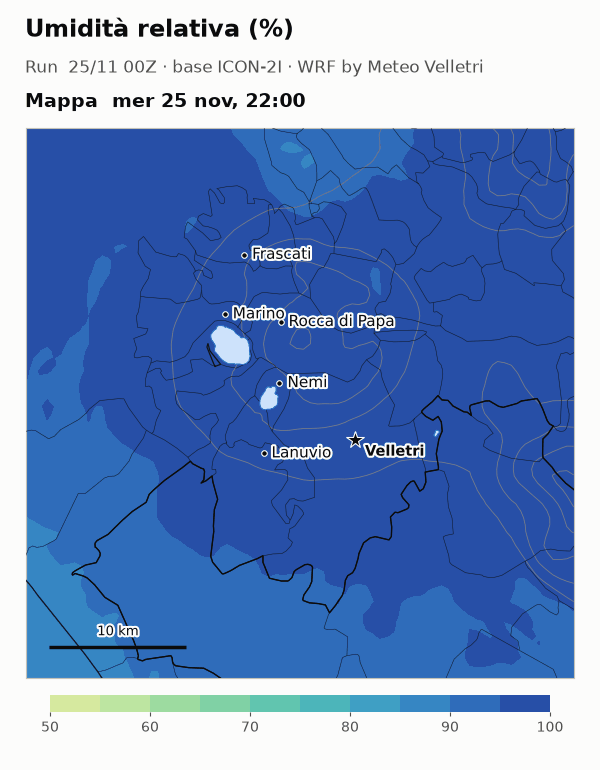 Umidità relativa (%)
Run  25/11 00Z · base ICON-2I · WRF by Meteo Velletri
Mappa  mer 25 nov, 22:00
Frascati
Marino
Rocca di Papa
Nemi
Velletri
Lanuvio
10 km
50 60 70 80 90 100